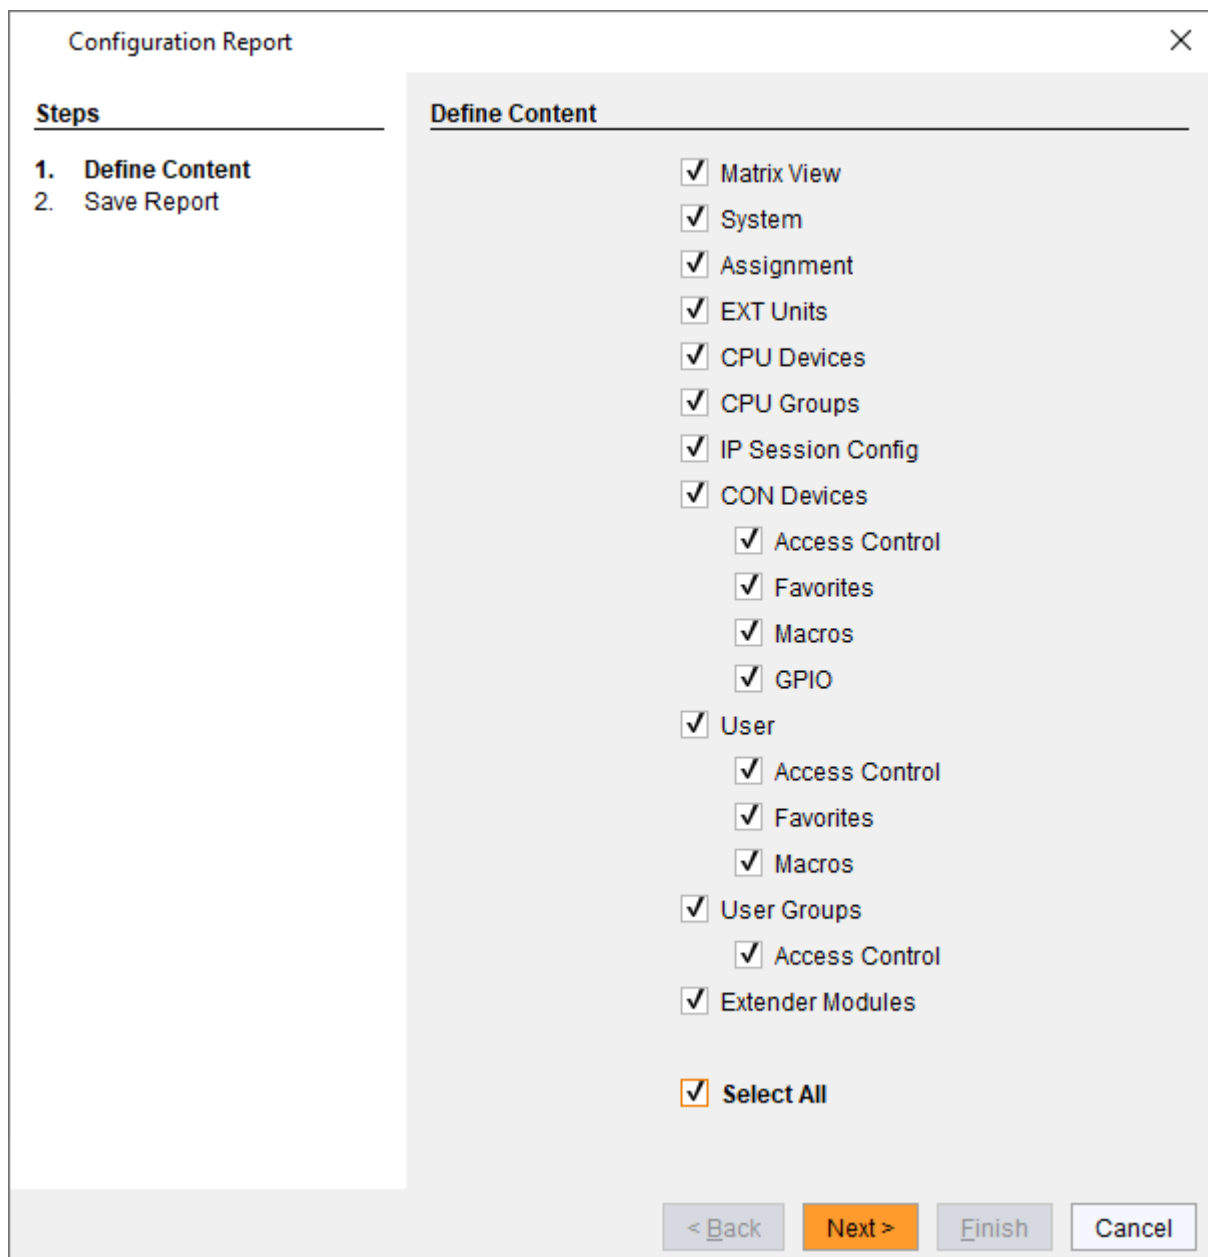 Configuration Report
Steps
1. Define Content
2. Save Report
Define Content
Matrix View
System
Assignment
EXT Units
CPU Devices
CPU Groups
IP Session Config
CON Devices
Access Control
Favorites
Macros
GPIO
User
Access Control
Favorites
Macros
User Groups
Access Control
Extender Modules
Select All
< Back Next > Finish Cancel